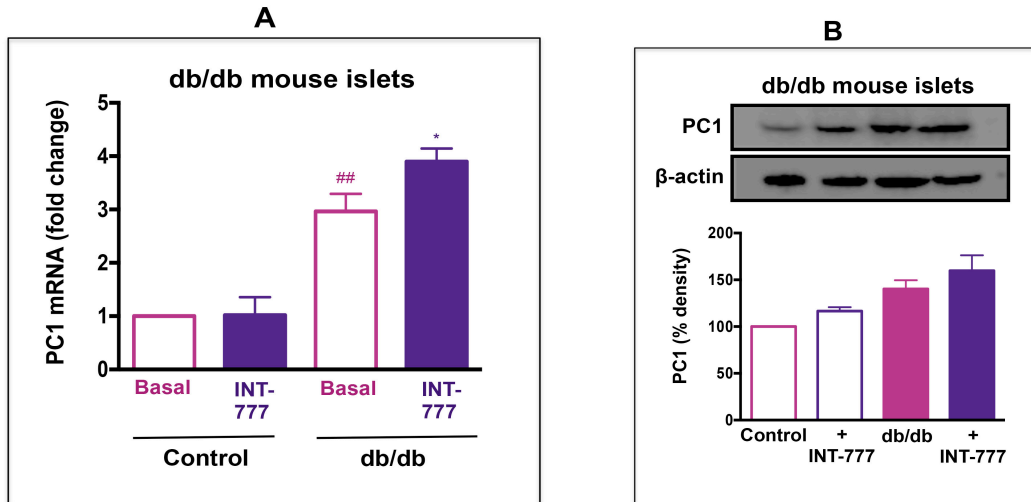 A
db/db mouse islets
PC1 mRNA (fold change)
5
4
3
2
1
0
##
*
Basal
INT-
777
Basal
INT-
777
Control
db/db
B
db/db mouse islets
PC1
β-actin
PC1 (% density)
200
150
100
50
0
Control
+
INT-777
db/db
+
INT-777